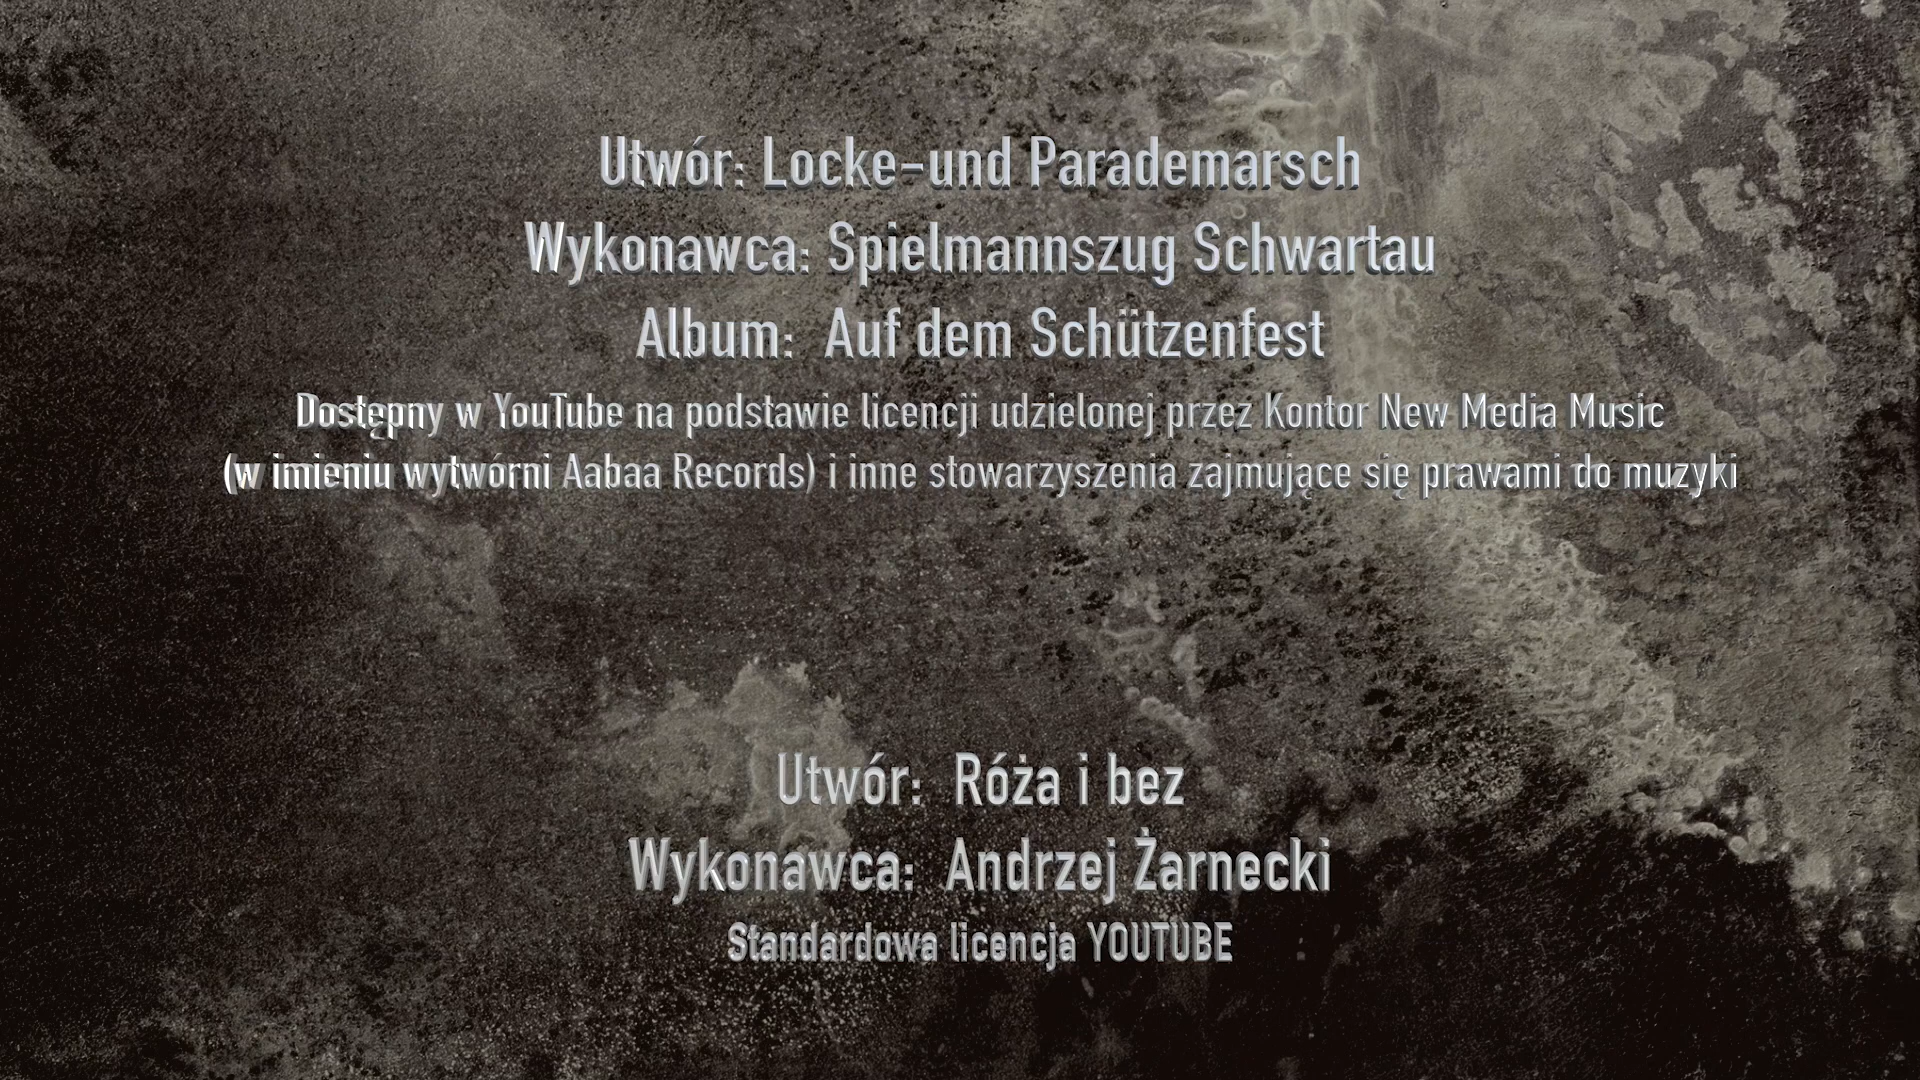 Utwór: Locke-und Parademarsch
Wykonawca: Spielmannszug Schwartau
Album: Auf dem Schützenfest
Dostępny w YouTube na podstawie licencji udzielonej przez Kontor New Media Music
(w imieniu wytwórni Aabaa Records) i inne stowarzyszenia zajmujące się prawami do muzyki
Utwór: Róża i bez
Wykonawca: Andrzej Żarnecki
Standardowa licencja YOUTUBE